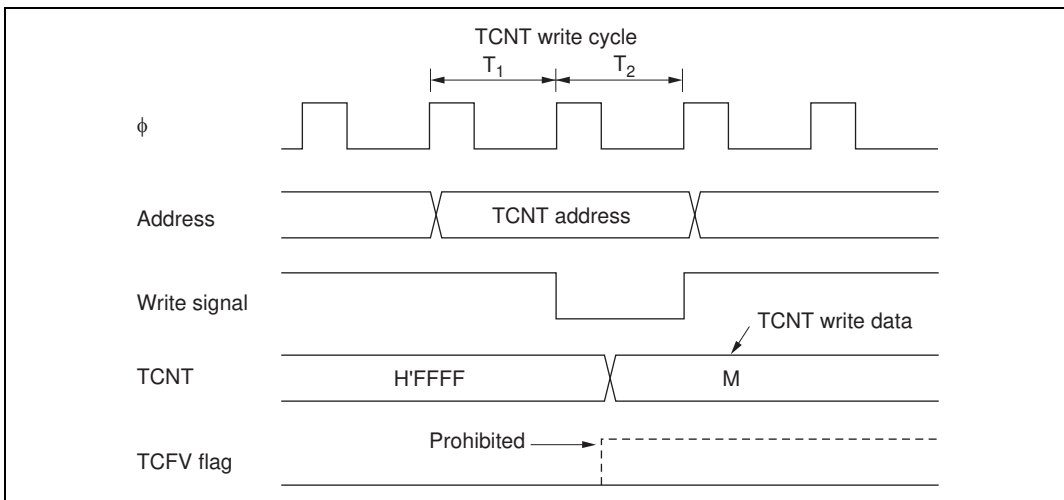 TCNT write cycle
T1 T2
ϕ
Address
TCNT address
Write signal
TCNT write data
TCNT
H'FFFF
M
Prohibited
TCFV flag